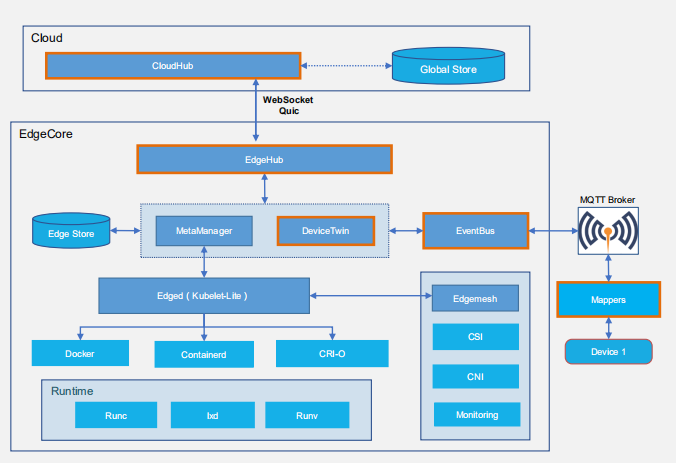 Cloud
CloudHub
Global Store
WebSocket
Quic
EdgeCore
EdgeHub
MQTT Broker
Edge Store
MetaManager
DeviceTwin
EventBus
Edged ( Kubelet-Lite )
Edgemesh
Mappers
CSI
Docker
Containerd
CRI-O
Device 1
CNI
Runtime
Runc
lxd
Runv
Monitoring